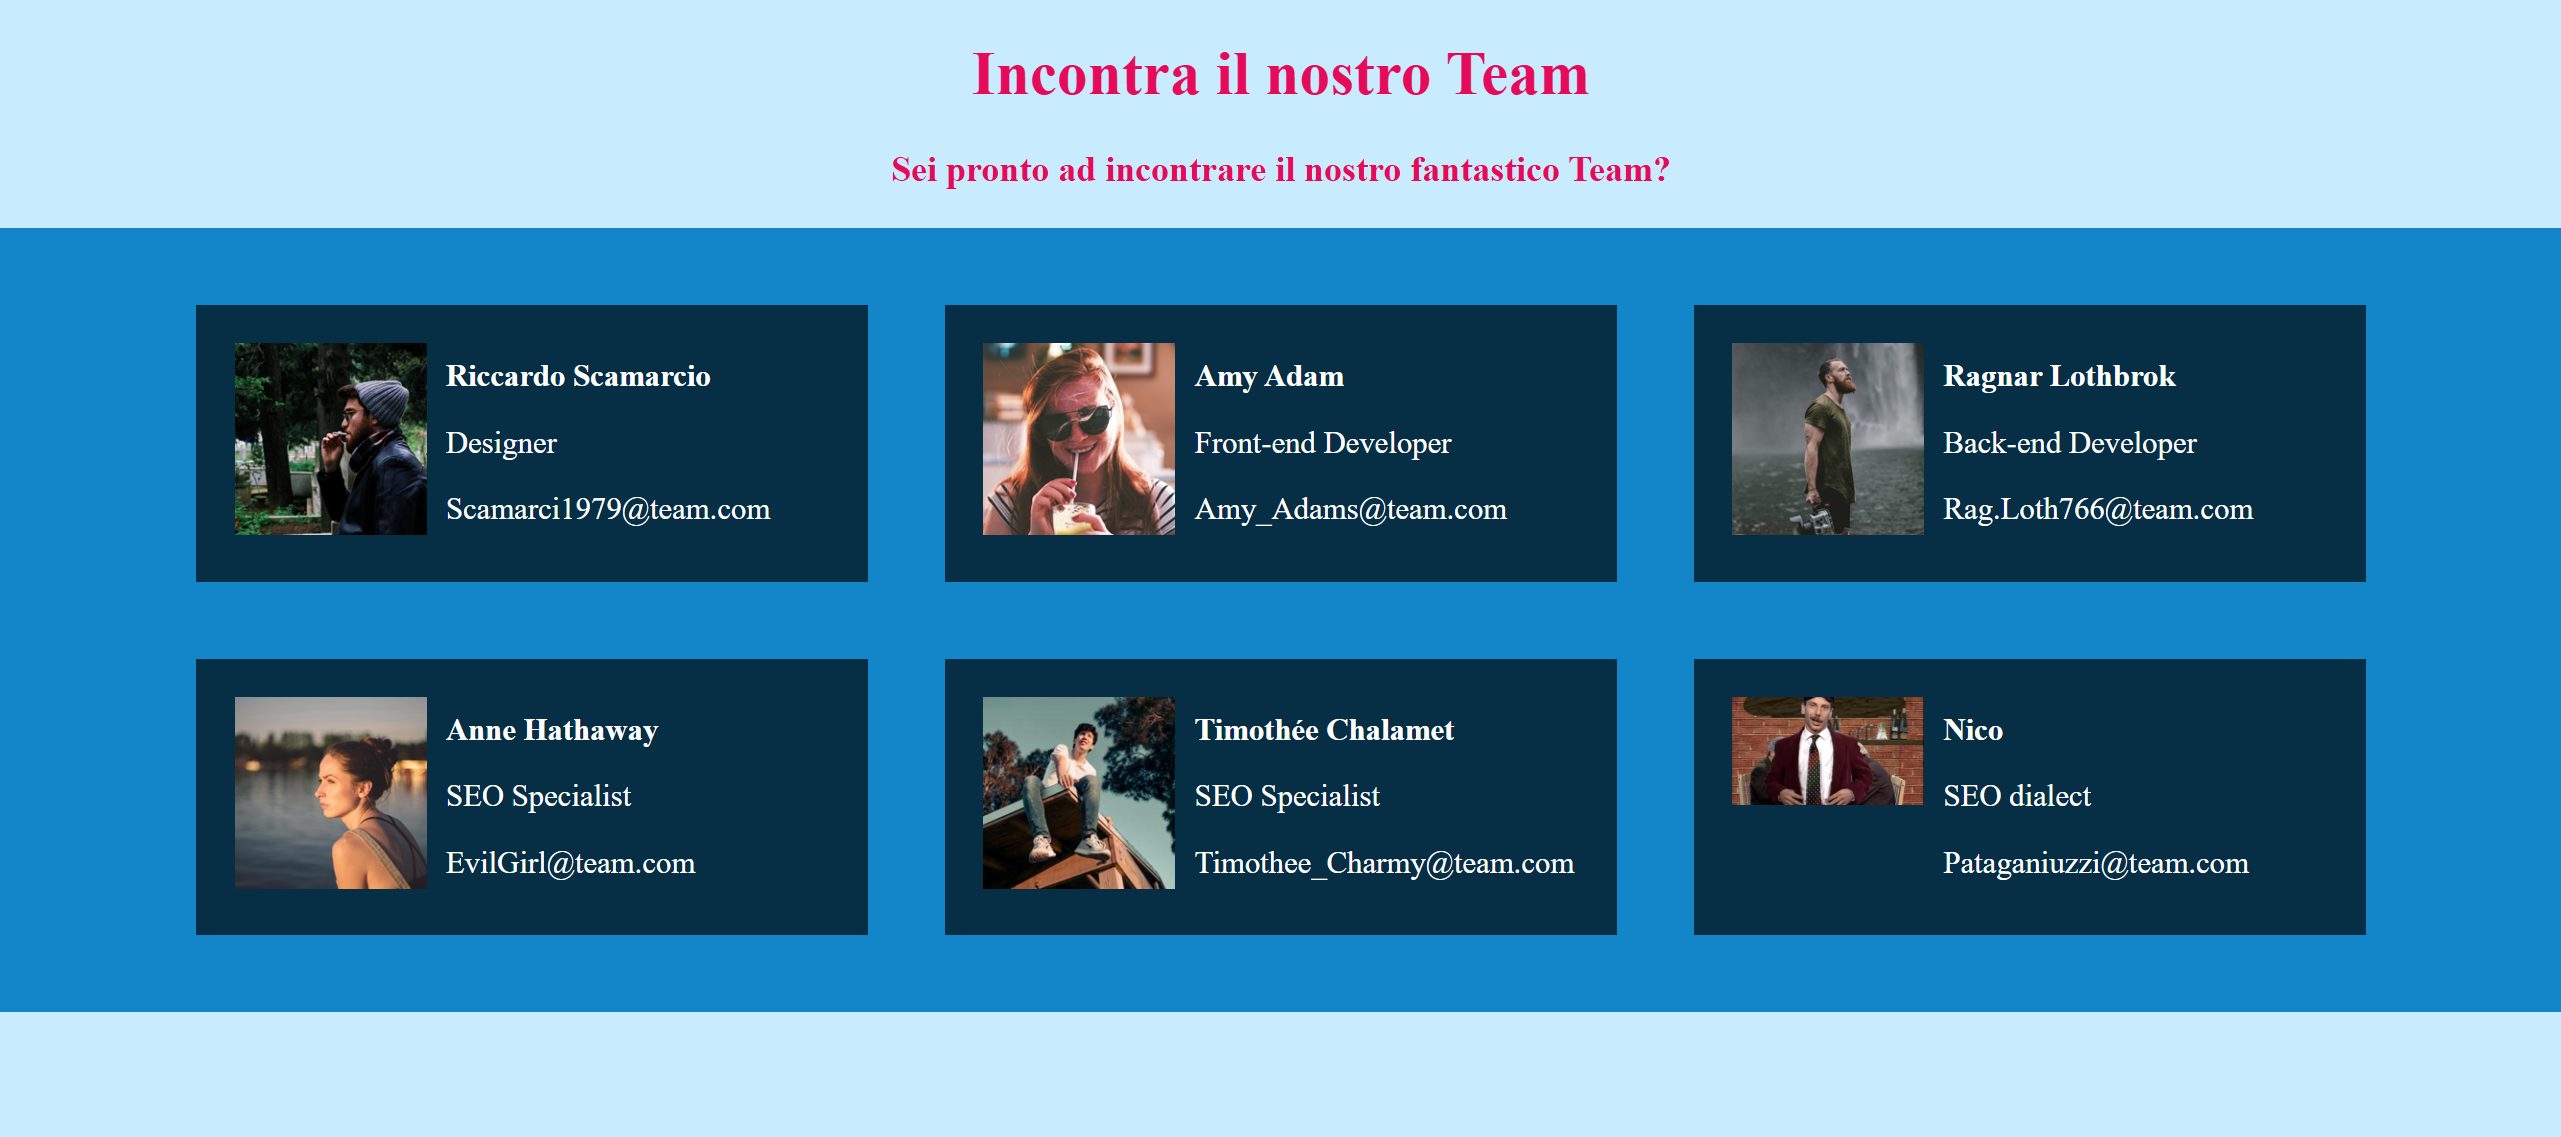 Incontra il nostro Team
Sei pronto ad incontrare il nostro fantastico Team?
Riccardo Scamarcio
Designer
Scamarci1979@team.com
Amy Adam
Front-end Developer
Amy_Adams@team.com
Ragnar Lothbrok
Back-end Developer
Rag.Loth766@team.com
Anne Hathaway
SEO Specialist
EvilGirl@team.com
Timothée Chalamet
SEO Specialist
Timothee_Charmy@team.com
Nico
SEO dialect
Pataganiuzzi@team.com